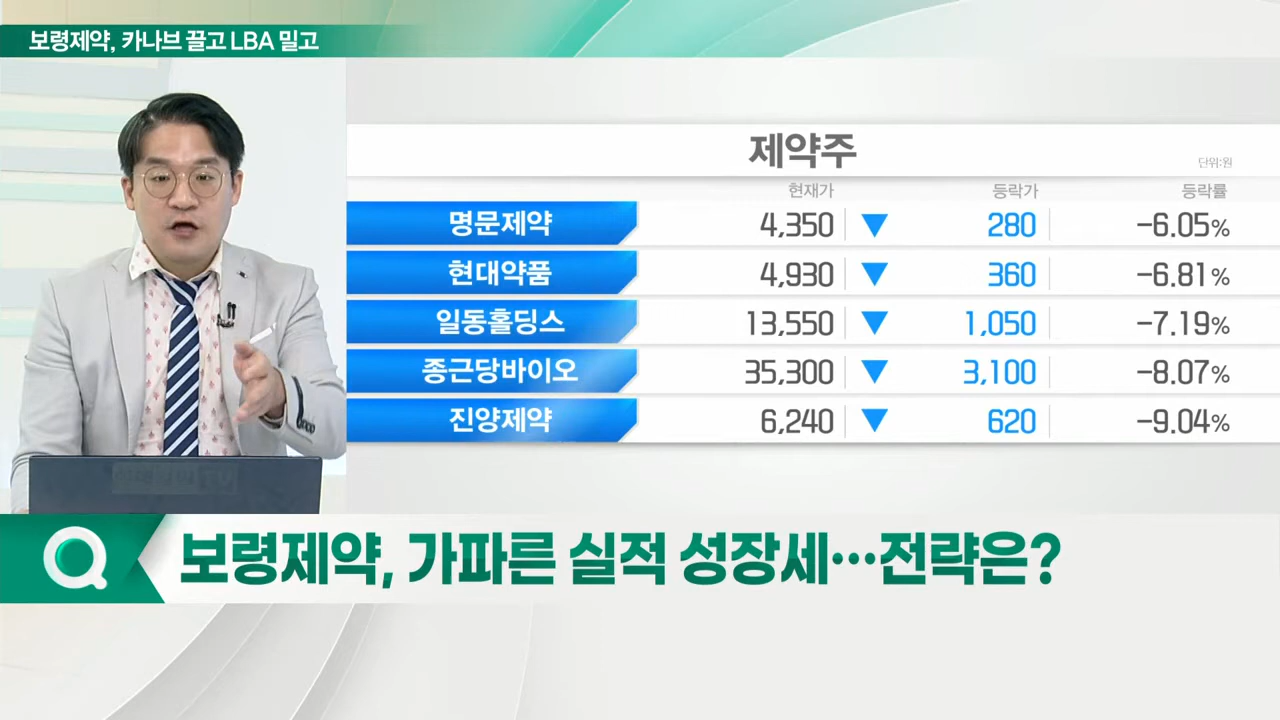 보령제약, 카나브 끌고 LBA 밀고
제약주
단위:원
현재가 등락가 등락률
명문제약 4,350 ▼ 280 -6.05%
현대약품 4,930 ▼ 360 -6.81%
일동홀딩스 13,550 ▼ 1,050 -7.19%
종근당바이오 35,300 ▼ 3,100 -8.07%
진양제약 6,240 ▼ 620 -9.04%
보령제약, 가파른 실적 성장세…전략은?